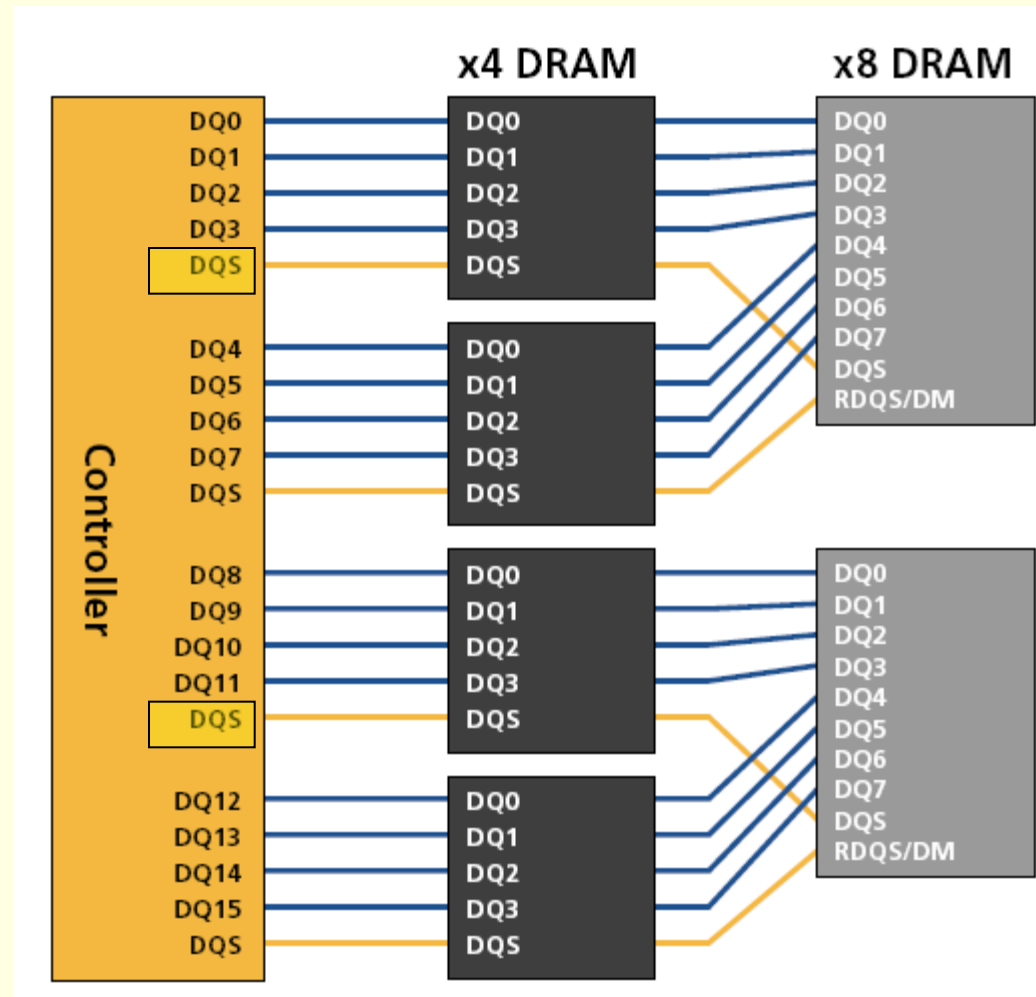 x4 DRAM
x8 DRAM
Controller
DQ0
DQ1
DQ2
DQ3
DQS
DQ4
DQ5
DQ6
DQ7
DQS
DQ8
DQ9
DQ10
DQ11
DQS
DQ12
DQ13
DQ14
DQ15
DQS
DQ0
DQ1
DQ2
DQ3
DQS
DQ0
DQ1
DQ2
DQ3
DQS
DQ0
DQ1
DQ2
DQ3
DQS
DQ0
DQ1
DQ2
DQ3
DQS
DQ0
DQ1
DQ2
DQ3
DQ4
DQ5
DQ6
DQ7
DQS
RDQS/DM
DQ0
DQ1
DQ2
DQ3
DQ4
DQ5
DQ6
DQ7
DQS
RDQS/DM